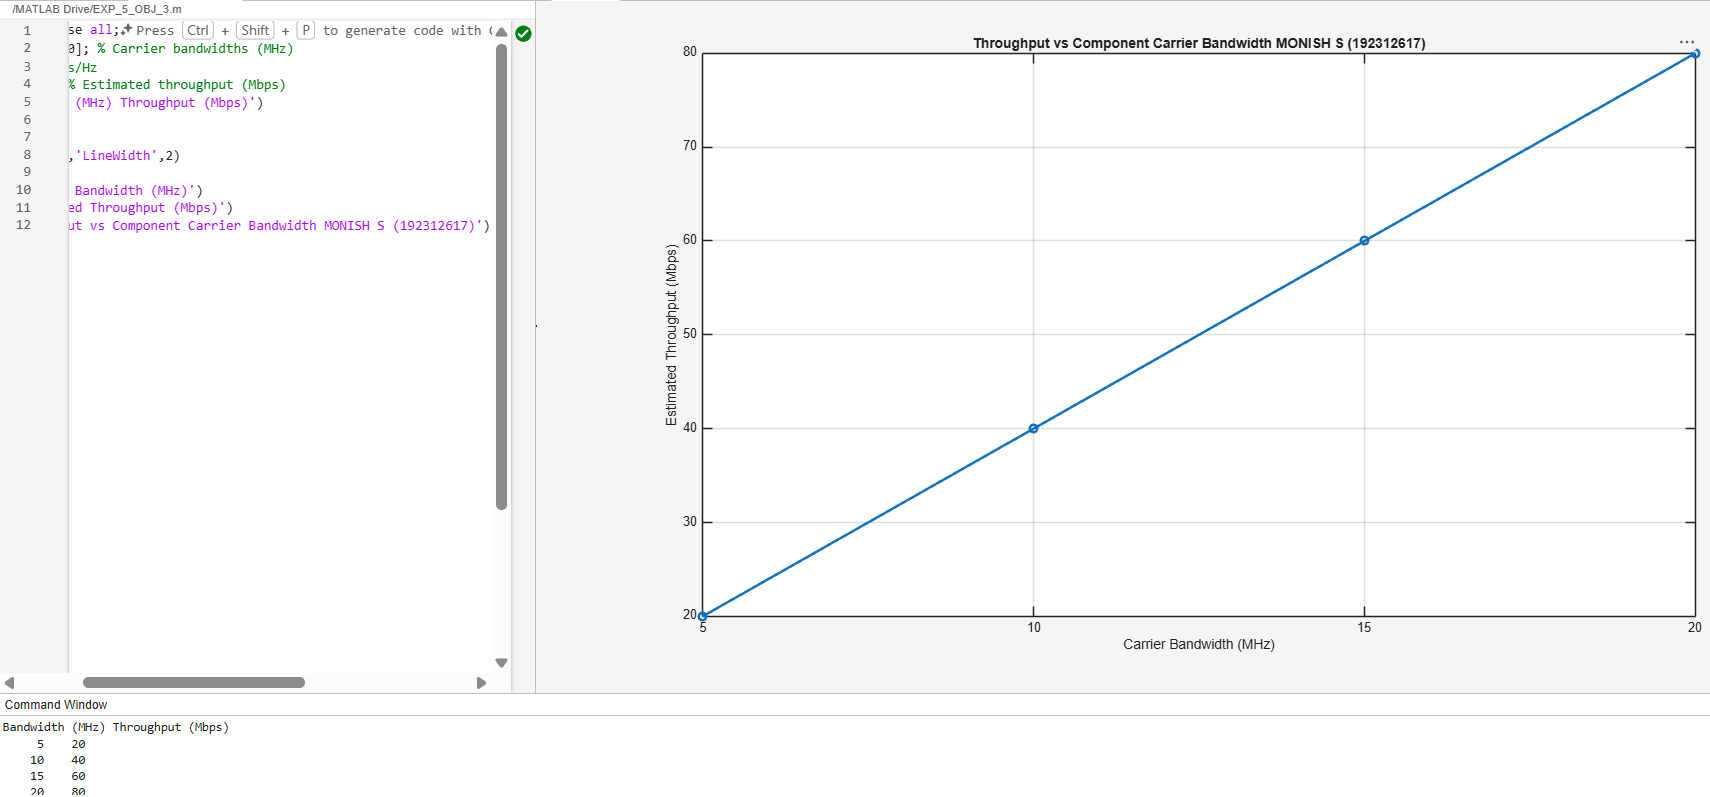 /MATLAB Drive/EXP_5_OBJ_3.m
1 se all; Press Ctrl + Shift + P to generate code with
2 0]; % Carrier bandwidths (MHz)
3 s/Hz
4 % Estimated throughput (Mbps)
5 (MHz) Throughput (Mbps)')
6
7
8 ,'LineWidth',2)
9
10 Bandwidth (MHz)')
11 ed Throughput (Mbps)')
12 ut vs Component Carrier Bandwidth MONISH S (192312617)')
Throughput vs Component Carrier Bandwidth MONISH S (192312617)
Estimated Throughput (Mbps)
80
70
60
50
40
30
20
5 10 15 20
Carrier Bandwidth (MHz)
Command Window
Bandwidth (MHz) Throughput (Mbps)
5 20
10 40
15 60
20 80